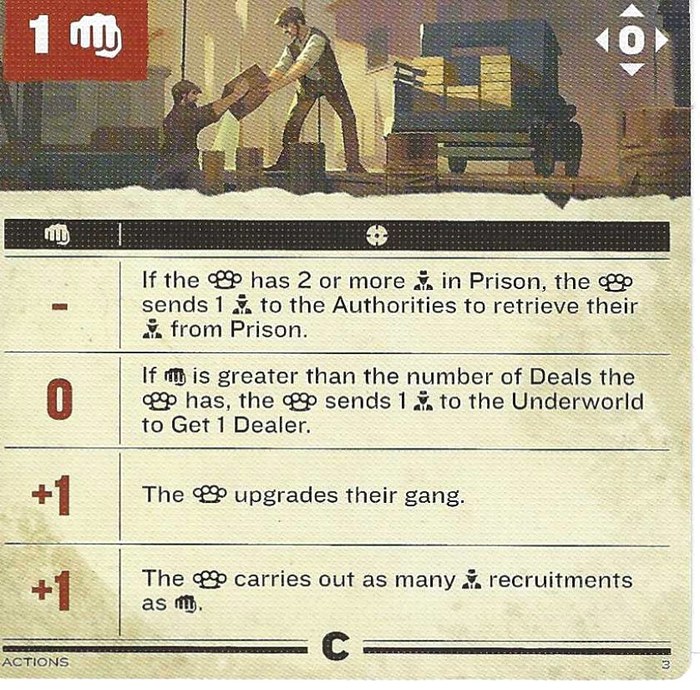 1
0
If the has 2 or more in Prison, the
-
sends 1 to the Authorities to retrieve their
from Prison.
If is greater than the number of Deals the
0
has, the sends 1 to the Underworld
to Get 1 Dealer.
+1
The upgrades their gang.
+1
The carries out as many recruitments
as .
C
ACTIONS
3